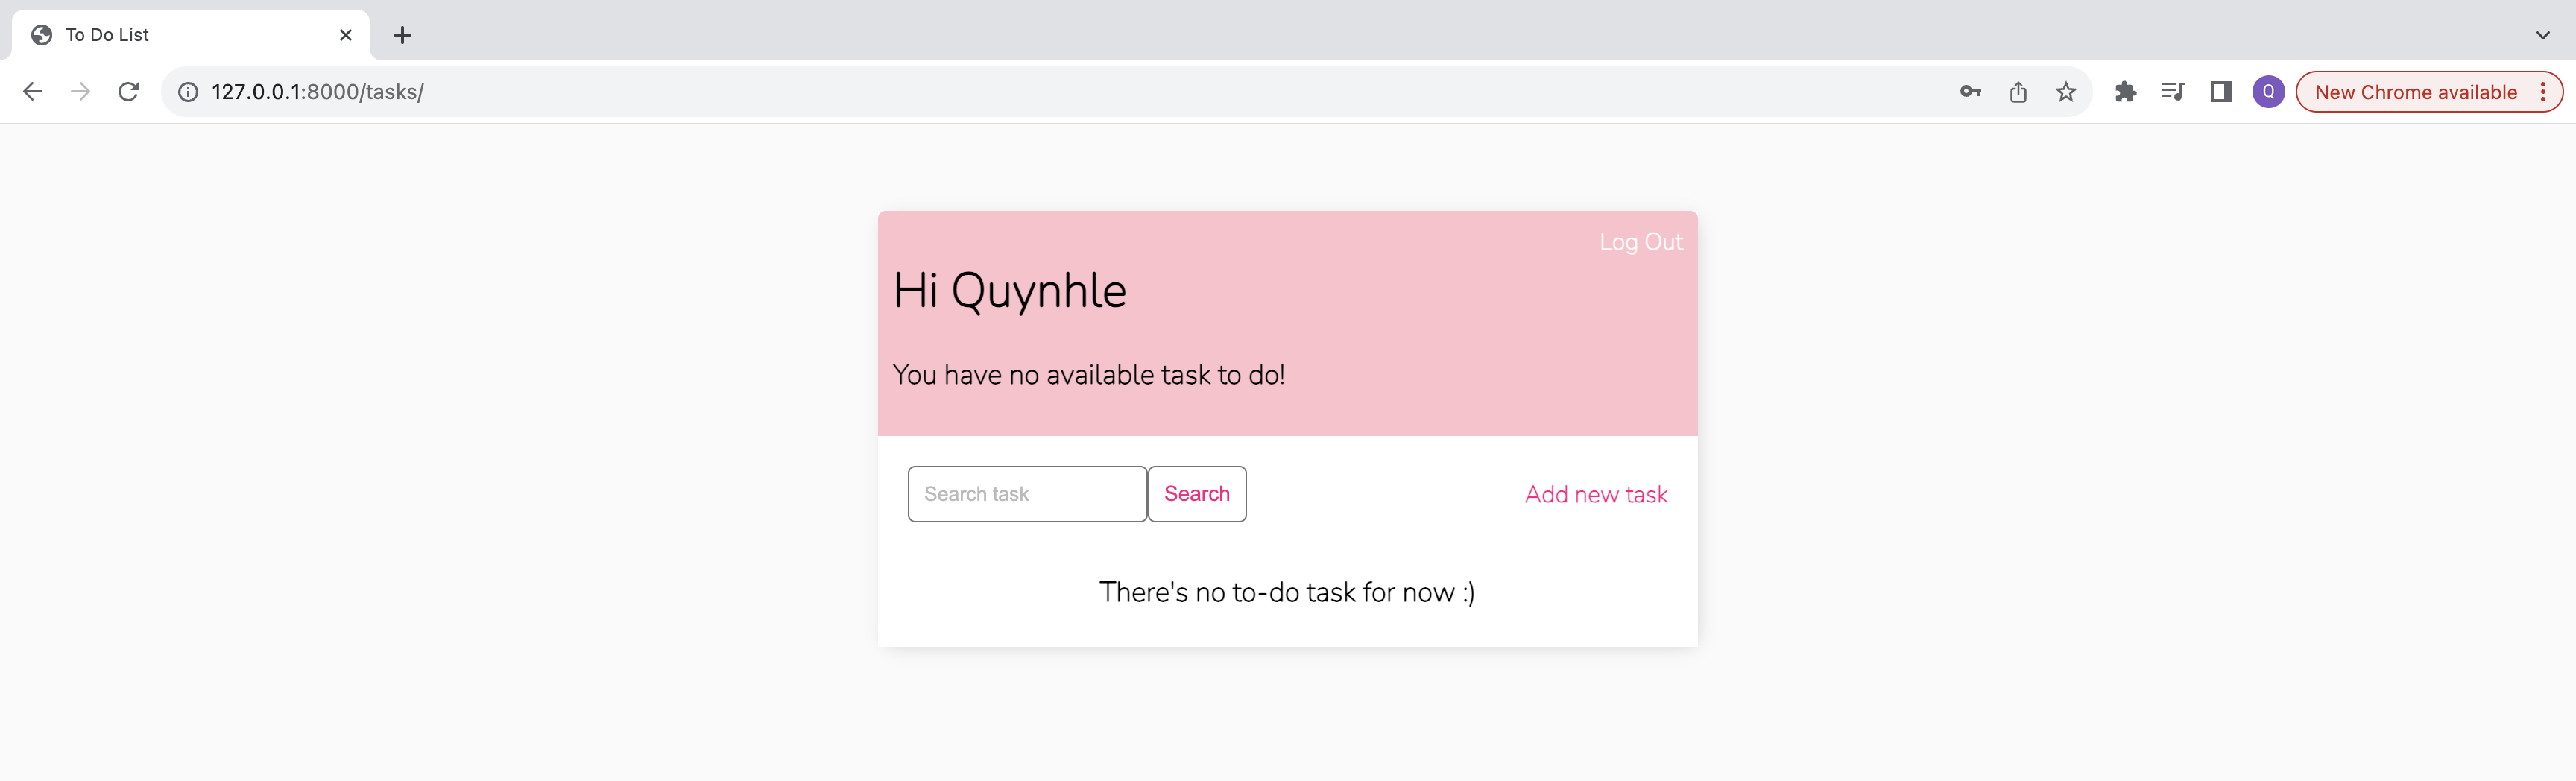 To Do List
127.0.0.1:8000/tasks/
Q
New Chrome available
Log Out
Hi Quynhle
You have no available task to do!
Search task
Search
Add new task
There's no to-do task for now :)